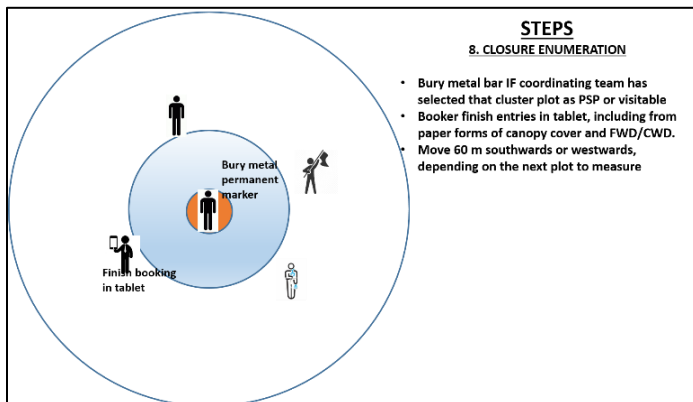 STEPS
8. CLOSURE ENUMERATION
• Bury metal bar IF coordinating team has
selected that cluster plot as PSP or visitable
• Booker finish entries in tablet, including from
paper forms of canopy cover and FWD/CWD.
• Move 60 m southwards or westwards,
depending on the next plot to measure
Bury metal
permanent
marker
Finish booking
in tablet